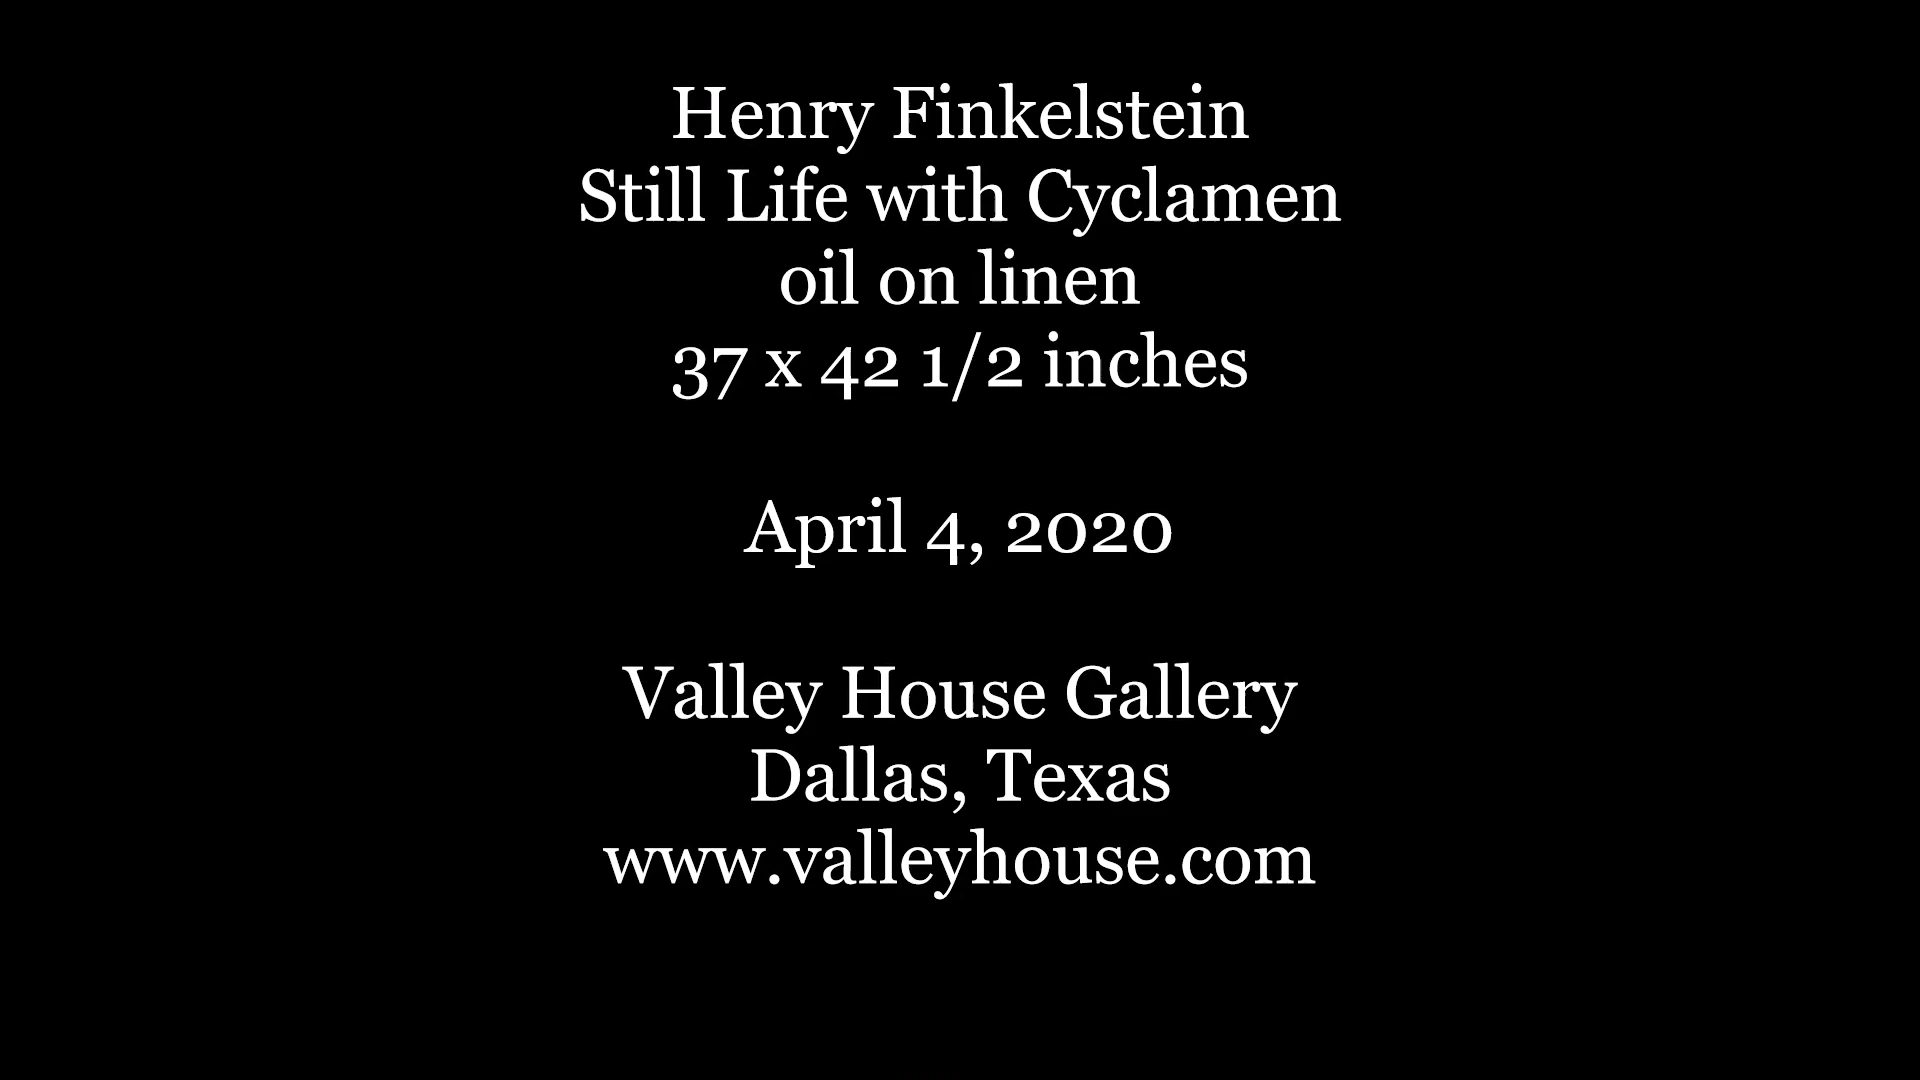 Henry Finkelstein
Still Life with Cyclamen
oil on linen
37 x 42 1/2 inches
April 4, 2020
Valley House Gallery
Dallas, Texas
www.valleyhouse.com